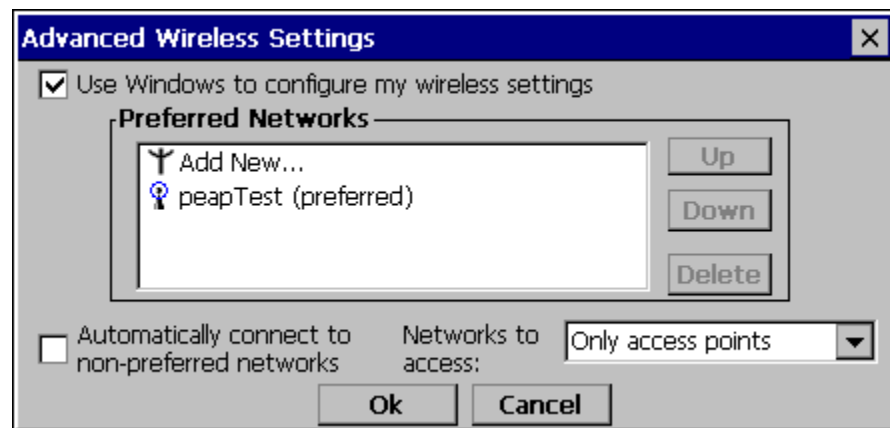 Advanced Wireless Settings
Use Windows to configure my wireless settings
Preferred Networks
Add New...
peapTest (preferred)
Up
Down
Delete
Automatically connect to
non-preferred networks
Networks to
access:
Only access points
Ok
Cancel